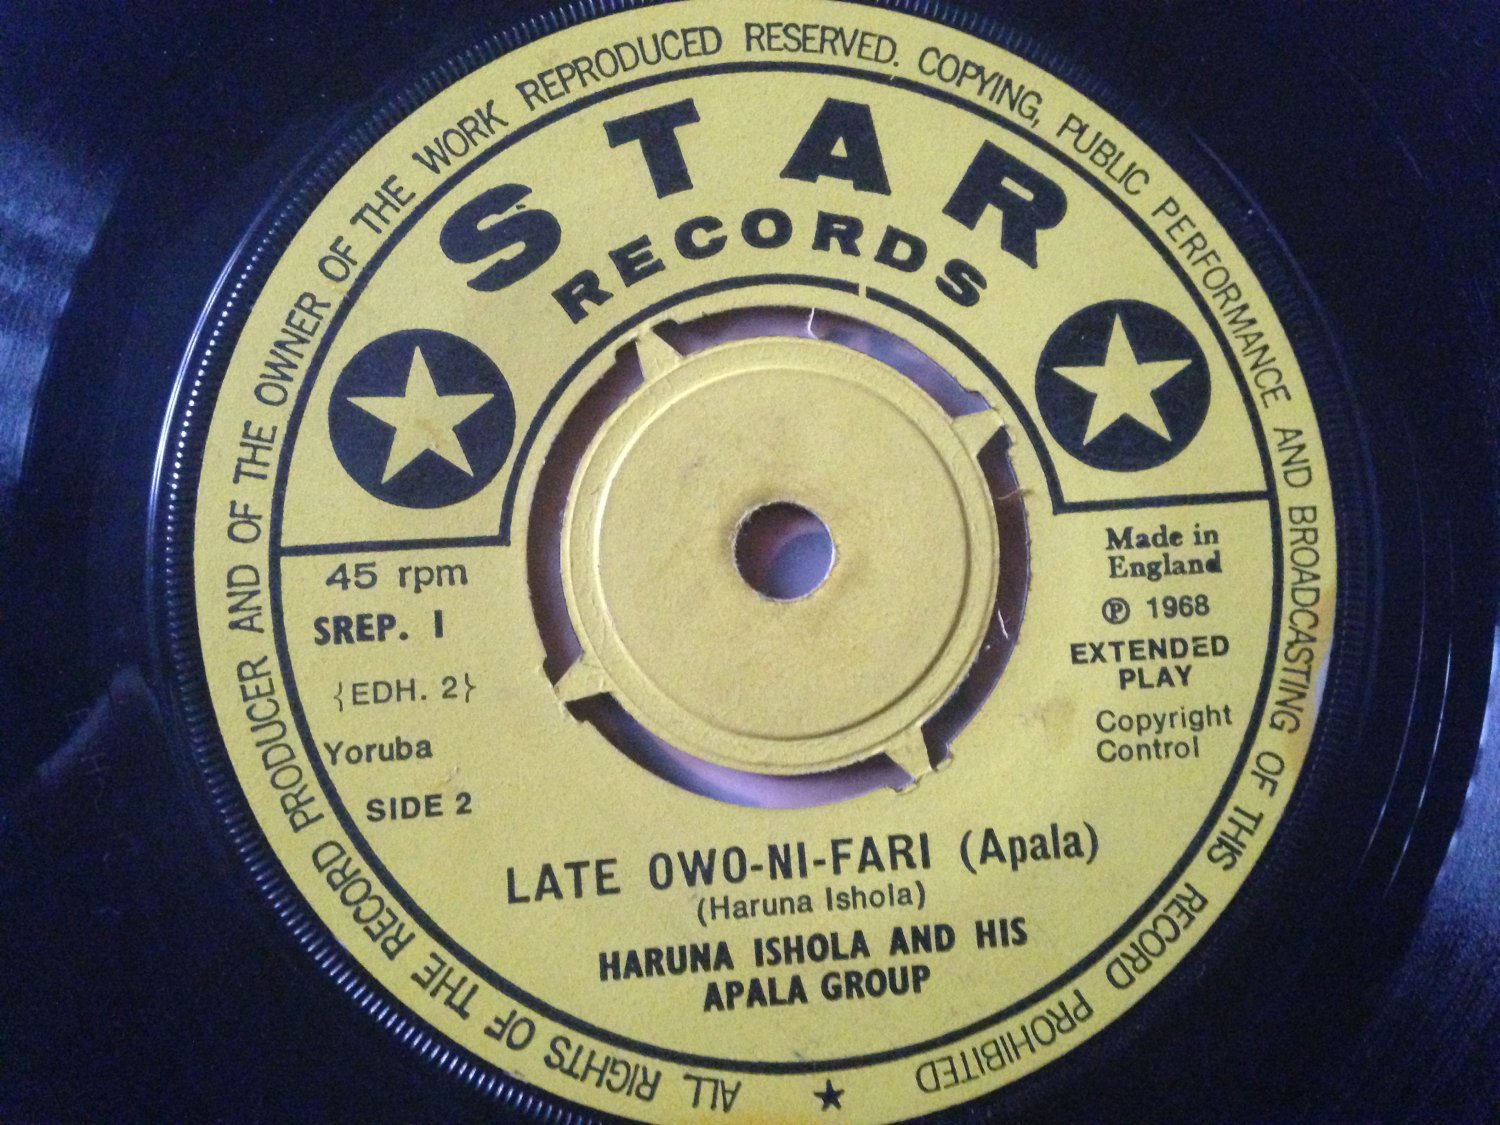 ALL RIGHTS OF THE RECORD PRODUCER AND OF THE OWNER OF THE WORK REPRODUCED RESERVED. COPYING, PUBLIC PERFORMANCE AND BROADCASTING OF THIS RECORD PROHIBITED
STAR
RECORDS
45 rpm
SREP. 1
{EDH. 2}
Yoruba
SIDE 2
Made in
England
℗ 1968
EXTENDED
PLAY
Copyright
Control
LATE OWO-NI-FARI (Apala)
(Haruna Ishola)
HARUNA ISHOLA AND HIS
APALA GROUP